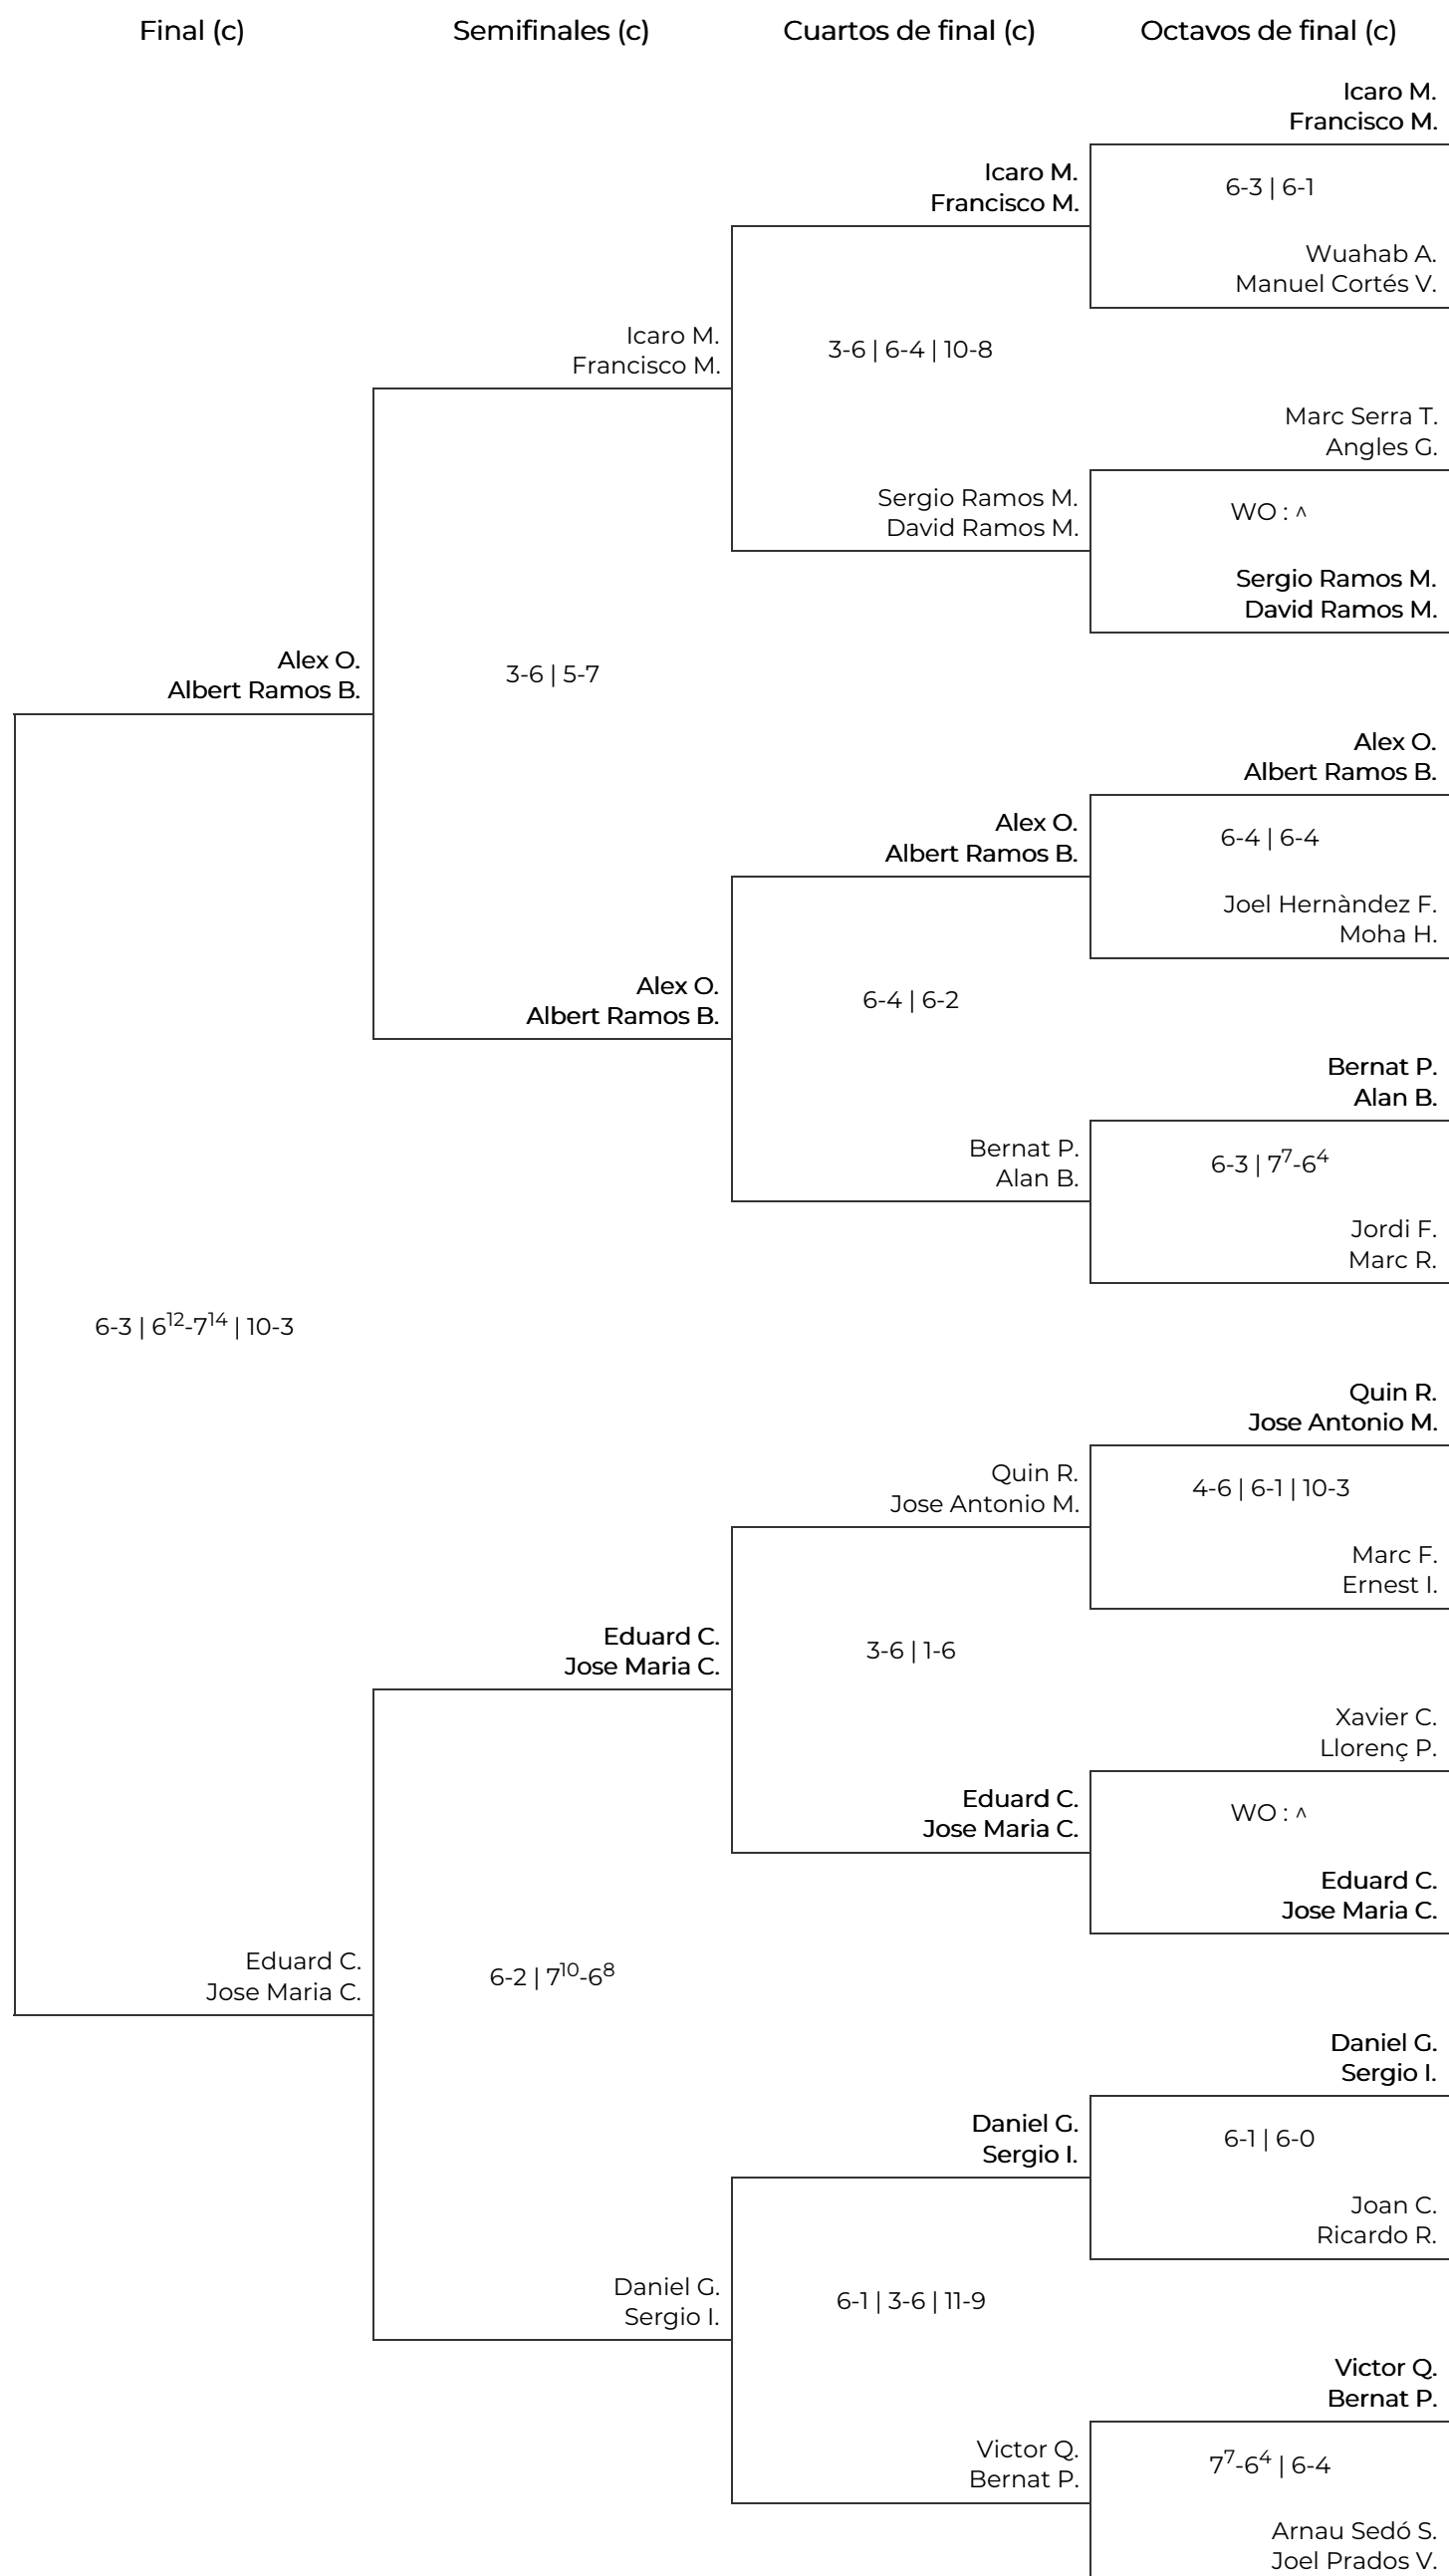 Final (c)
Semifinales (c)
Cuartos de final (c)
Octavos de final (c)
Icaro M.
Francisco M.
Icaro M.
Francisco M.
6-3 | 6-1
Wuahab A.
Manuel Cortés V.
Icaro M.
Francisco M.
3-6 | 6-4 | 10-8
Marc Serra T.
Angles G.
Sergio Ramos M.
David Ramos M.
WO : ^
Sergio Ramos M.
David Ramos M.
Alex O.
Albert Ramos B.
3-6 | 5-7
Alex O.
Albert Ramos B.
Alex O.
Albert Ramos B.
6-4 | 6-4
Joel Hernàndez F.
Moha H.
Alex O.
Albert Ramos B.
6-4 | 6-2
Bernat P.
Alan B.
Bernat P.
Alan B.
6-3 | 7⁷-6⁴
Jordi F.
Marc R.
6-3 | 6¹²-7¹⁴ | 10-3
Quin R.
Jose Antonio M.
Quin R.
Jose Antonio M.
4-6 | 6-1 | 10-3
Marc F.
Ernest I.
Eduard C.
Jose Maria C.
3-6 | 1-6
Xavier C.
Llorenç P.
Eduard C.
Jose Maria C.
WO : ^
Eduard C.
Jose Maria C.
Eduard C.
Jose Maria C.
6-2 | 7¹⁰-6⁸
Daniel G.
Sergio I.
Daniel G.
Sergio I.
6-1 | 6-0
Joan C.
Ricardo R.
Daniel G.
Sergio I.
6-1 | 3-6 | 11-9
Victor Q.
Bernat P.
Victor Q.
Bernat P.
7⁷-6⁴ | 6-4
Arnau Sedó S.
Joel Prados V.